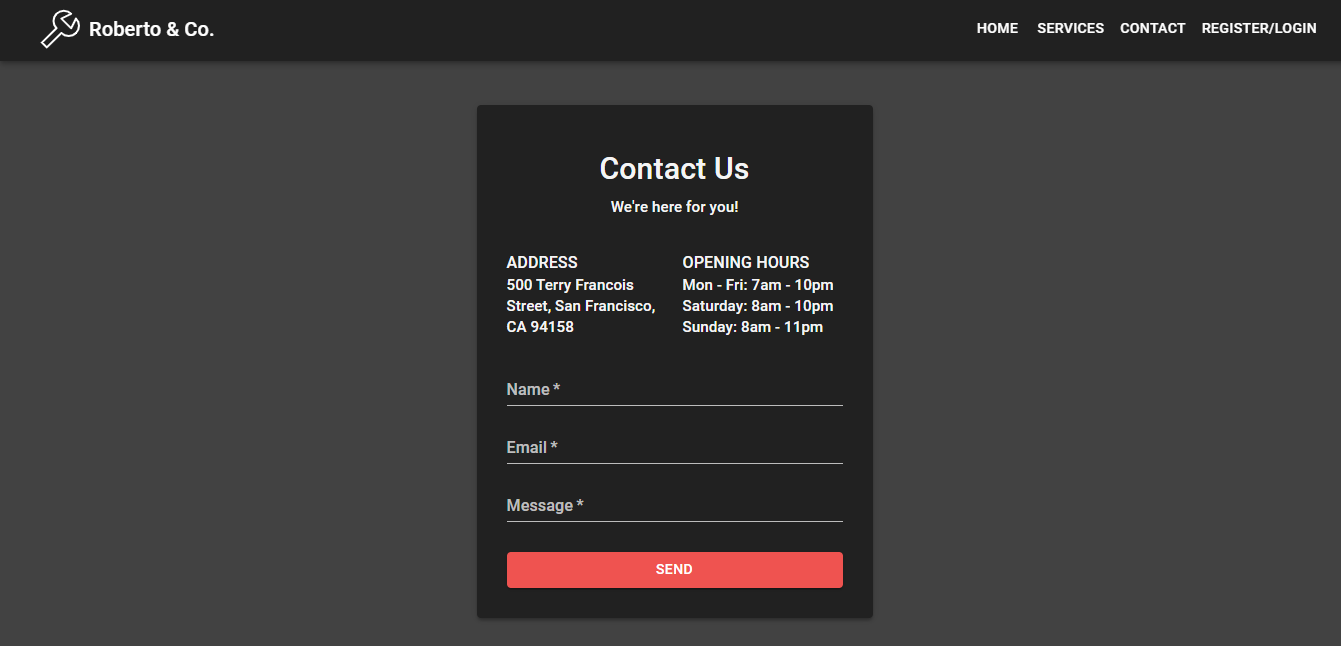 Roberto & Co.
HOME SERVICES CONTACT REGISTER/LOGIN
Contact Us
We're here for you!
ADDRESS
500 Terry Francois
Street, San Francisco,
CA 94158
OPENING HOURS
Mon - Fri: 7am - 10pm
Saturday: 8am - 10pm
Sunday: 8am - 11pm
Name *
Email *
Message *
SEND